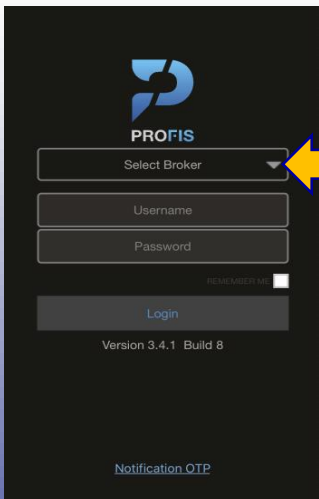 PROFIS
Select Broker
Username
Password
REMEMBER ME
Login
Version 3.4.1 Build 8
Notification OTP